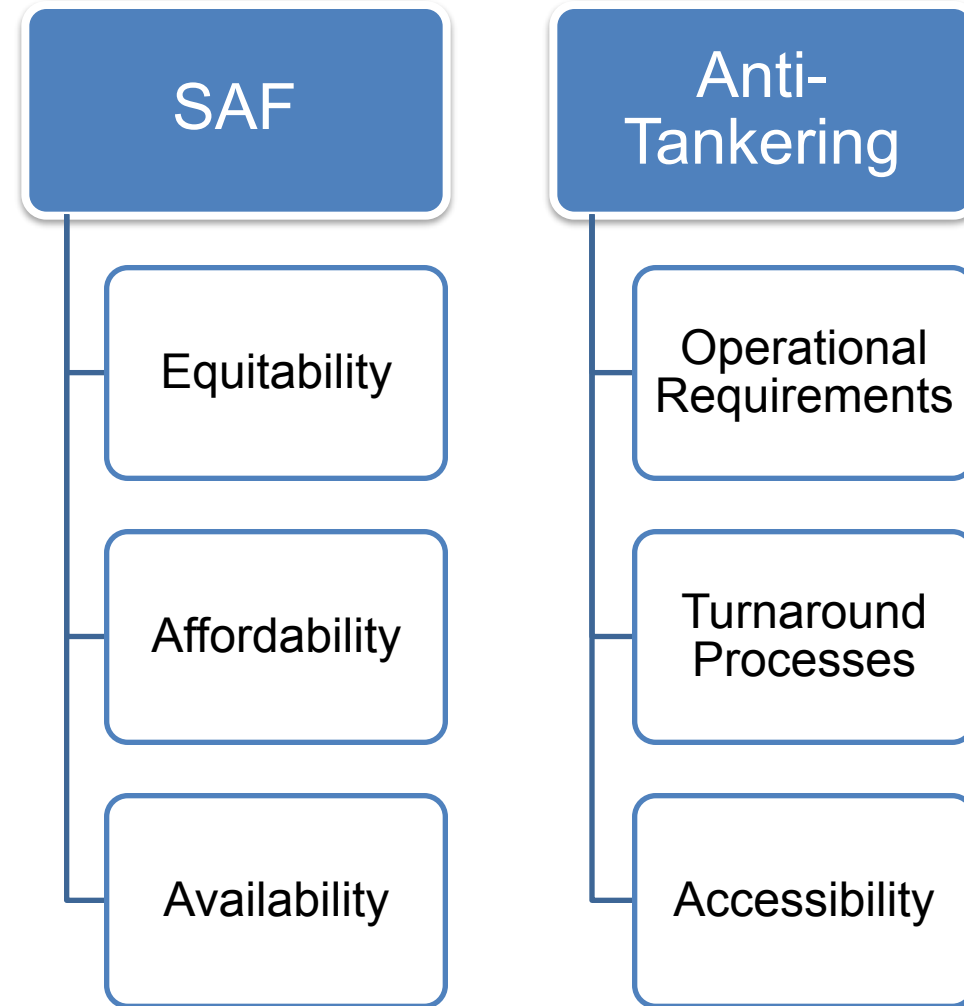 SAF
Equitability
Affordability
Availability
Anti-
Tankering
Operational
Requirements
Turnaround
Processes
Accessibility